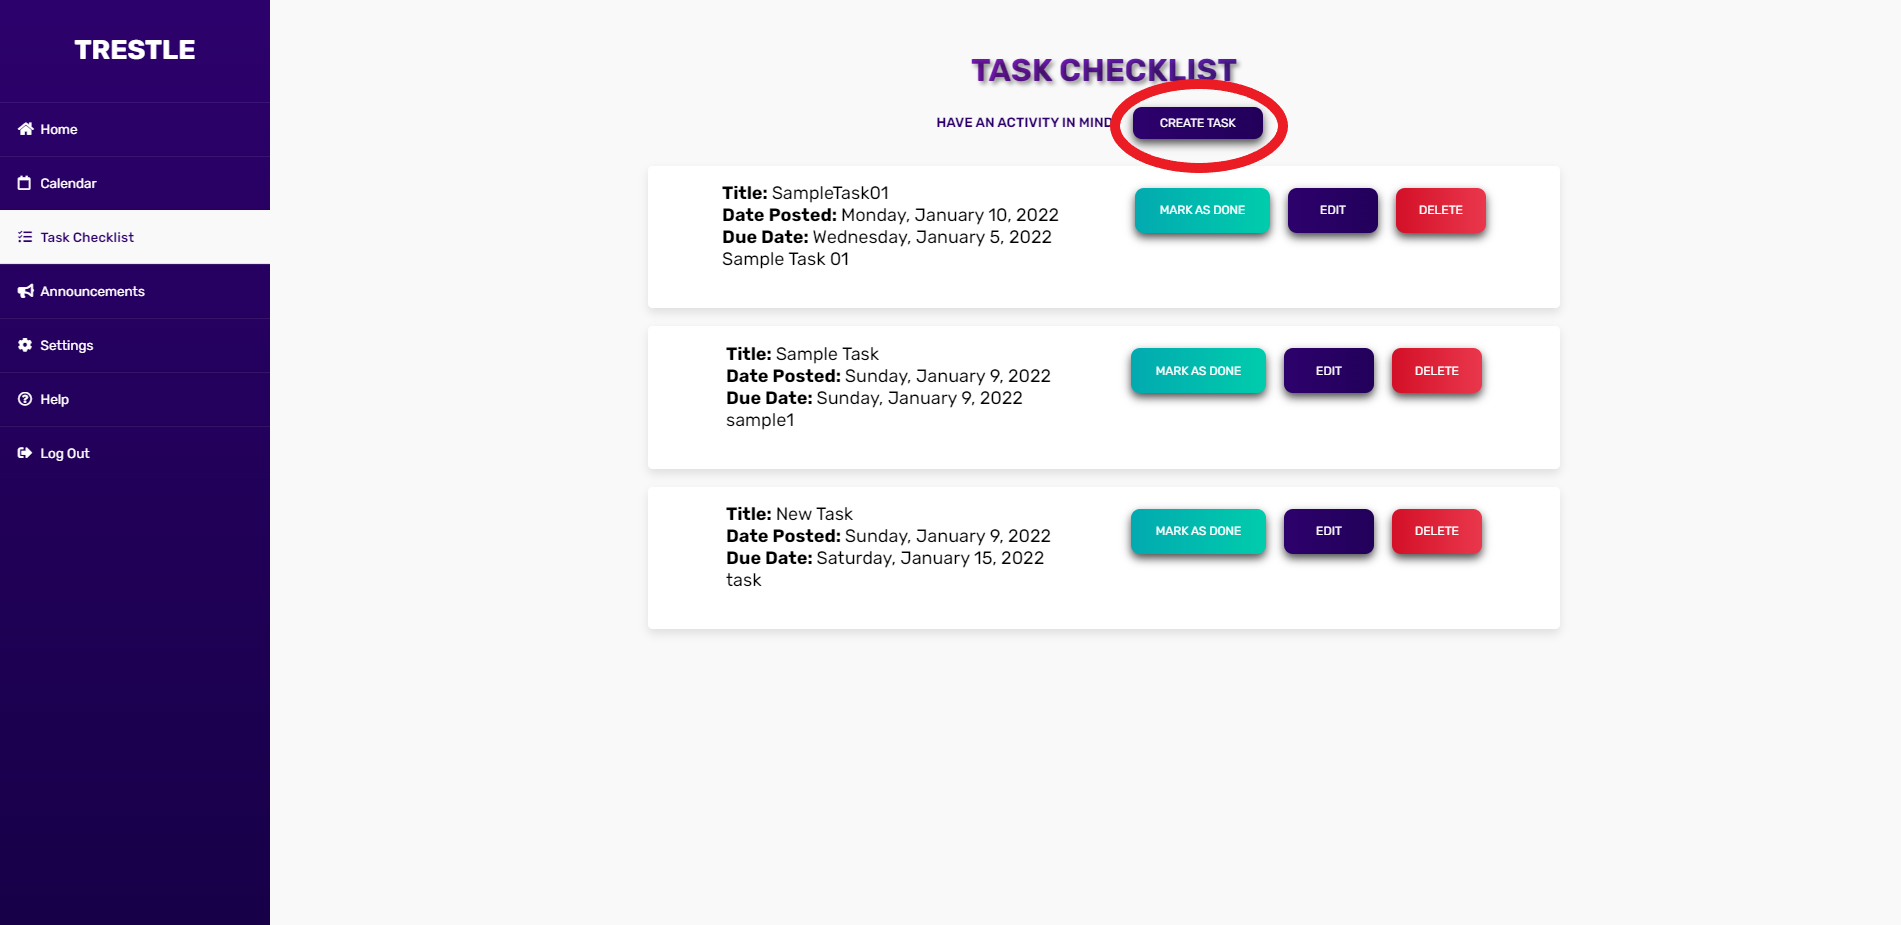 TRESTLE
Home
Calendar
Task Checklist
Announcements
Settings
Help
Log Out
TASK CHECKLIST
HAVE AN ACTIVITY IN MIND
CREATE TASK
Title: SampleTask01
Date Posted: Monday, January 10, 2022
Due Date: Wednesday, January 5, 2022
Sample Task 01
MARK AS DONE
EDIT
DELETE
Title: Sample Task
Date Posted: Sunday, January 9, 2022
Due Date: Sunday, January 9, 2022
sample1
MARK AS DONE
EDIT
DELETE
Title: New Task
Date Posted: Sunday, January 9, 2022
Due Date: Saturday, January 15, 2022
task
MARK AS DONE
EDIT
DELETE